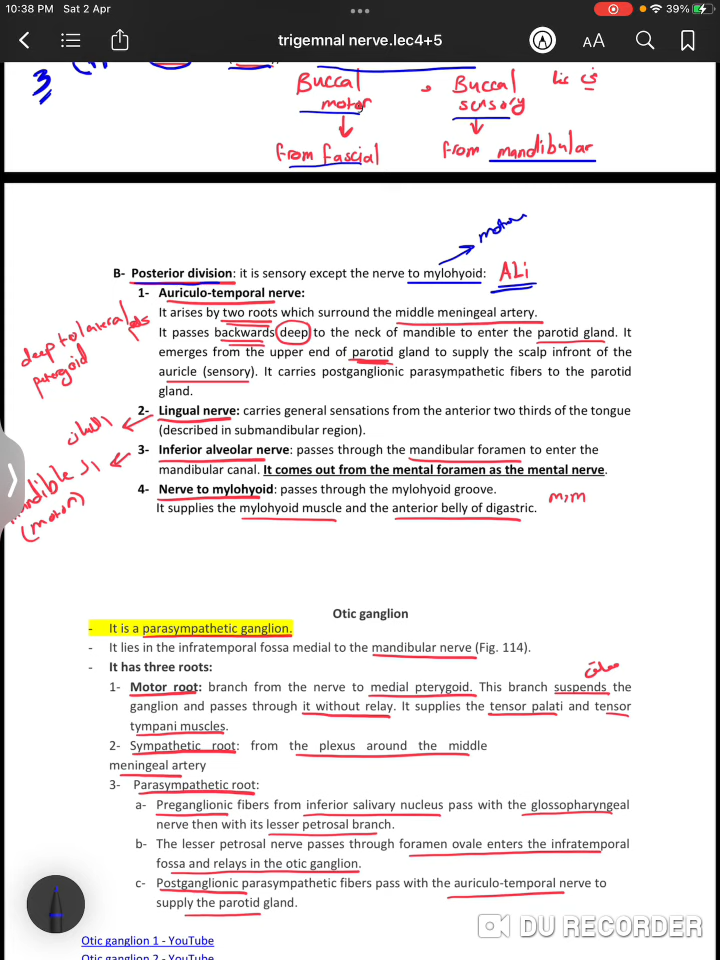 10:38 PM Sat 2 Apr
39%
trigemnal nerve.lec4+5
AA
3
Buccal motor , Buccal sensory
from fascial from mandibular
motor
B- Posterior division: it is sensory except the nerve to mylohyoid: ALi
1- Auriculo-temporal nerve:
It arises by two roots which surround the middle meningeal artery.
It passes backwards deep to the neck of mandible to enter the parotid gland. It
emerges from the upper end of parotid gland to supply the scalp infront of the
auricle (sensory). It carries postganglionic parasympathetic fibers to the parotid
gland.
2- Lingual nerve: carries general sensations from the anterior two thirds of the tongue
(described in submandibular region).
3- Inferior alveolar nerve: passes through the mandibular foramen to enter the
mandibular canal. It comes out from the mental foramen as the mental nerve.
4- Nerve to mylohyoid: passes through the mylohyoid groove.
It supplies the mylohyoid muscle and the anterior belly of digastric.
deep to lateral
pterygoid
اللسان
(motor)
Otic ganglion
- It is a parasympathetic ganglion.
- It lies in the infratemporal fossa medial to the mandibular nerve (Fig. 114).
- It has three roots:
1- Motor root: branch from the nerve to medial pterygoid. This branch suspends the
ganglion and passes through it without relay. It supplies the tensor palati and tensor
tympani muscles.
2- Sympathetic root: from the plexus around the middle
meningeal artery
3- Parasympathetic root:
a- Preganglionic fibers from inferior salivary nucleus pass with the glossopharyngeal
nerve then with its lesser petrosal branch.
b- The lesser petrosal nerve passes through foramen ovale enters the infratemporal
fossa and relays in the otic ganglion.
c- Postganglionic parasympathetic fibers pass with the auriculo-temporal nerve to
supply the parotid gland.
DU RECORDER
Otic ganglion 1 - YouTube
Otic ganglion 2 - YouTube